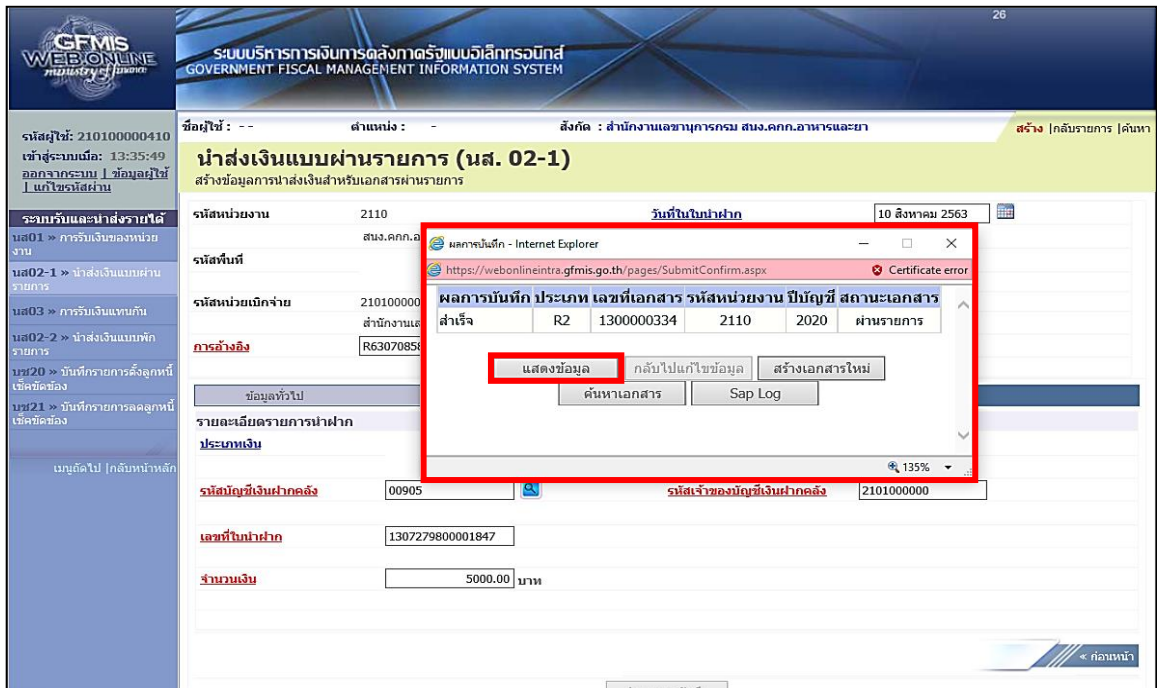 26
GFMIS
WEB ONLINE
ministry of finance
ระบบบริหารการเงินการคลังภาครัฐแบบอิเล็กทรอนิกส์
GOVERNMENT FISCAL MANAGEMENT INFORMATION SYSTEM
รหัสผู้ใช้: 210100000410
เข้าสู่ระบบเมื่อ: 13:35:49
ออกจากระบบ | ข้อมูลผู้ใช้
| แก้ไขรหัสผ่าน
ชื่อผู้ใช้ : - - ตำแหน่ง : - สังกัด : สำนักงานเลขานุการกรม สนง.คกก.อาหารและยา
สร้าง |กลับรายการ |ค้นหา
นำส่งเงินแบบผ่านรายการ (นส. 02-1)
สร้างข้อมูลการนำส่งเงินสำหรับเอกสารผ่านรายการ
ระบบรับและนำส่งรายได้
นส01 » การรับเงินของหน่วย
งาน
นส02-1 » นำส่งเงินแบบผ่าน
รายการ
นส03 » การรับเงินแทนกัน
นส02-2 » นำส่งเงินแบบพัก
รายการ
บช20 » บันทึกรายการตั้งลูกหนี้
เช็คขัดข้อง
บช21 » บันทึกรายการลดลูกหนี้
เช็คขัดข้อง
เมนูถัดไป |กลับหน้าหลัก
รหัสหน่วยงาน 2110 วันที่ใบนำฝาก 10 สิงหาคม 2563
สนง.คกก.อ
รหัสพื้นที่
รหัสหน่วยเบิกจ่าย 210100000
สำนักงานเล
การอ้างอิง R63070858
ผลการบันทึก - Internet Explorer
https://webonlineintra.gfmis.go.th/pages/SubmitConfirm.aspx Certificate error
ผลการบันทึก ประเภท เลขที่เอกสาร รหัสหน่วยงาน ปีบัญชี สถานะเอกสาร
สำเร็จ R2 1300000334 2110 2020 ผ่านรายการ
แสดงข้อมูล กลับไปแก้ไขข้อมูล สร้างเอกสารใหม่
ค้นหาเอกสาร Sap Log
135%
ข้อมูลทั่วไป
รายละเอียดรายการนำฝาก
ประเภทเงิน
รหัสบัญชีเงินฝากคลัง 00905 รหัสเจ้าของบัญชีเงินฝากคลัง 2101000000
เลขที่ใบนำฝาก 1307279800001847
จำนวนเงิน 5000.00 บาท
« ก่อนหน้า